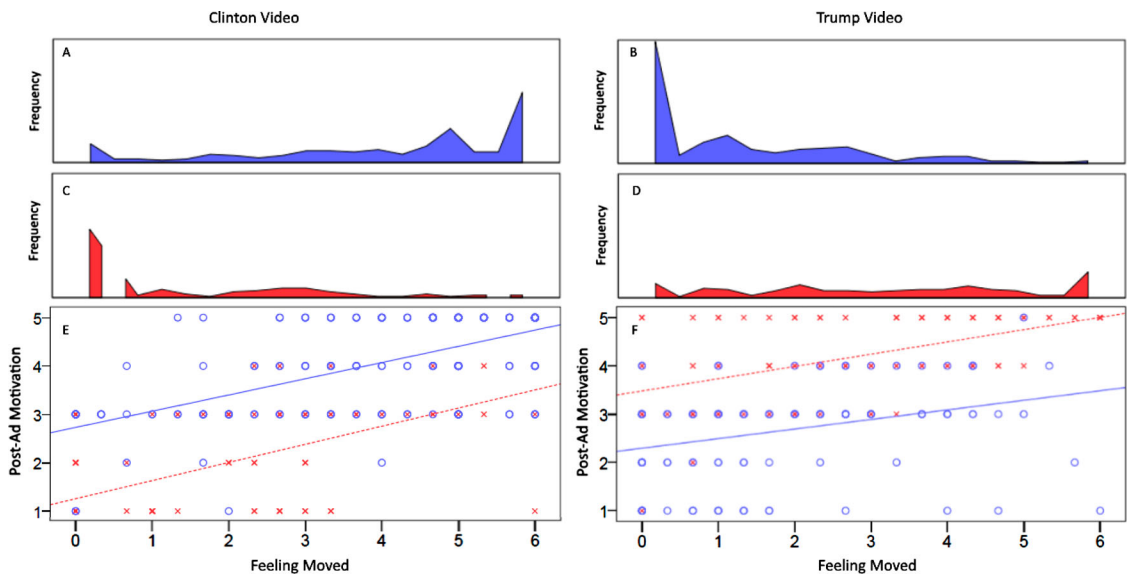 Clinton Video
Trump Video
A
Frequency
B
Frequency
C
Frequency
D
Frequency
E
Post-Ad Motivation
5
4
3
2
1
0 1 2 3 4 5 6
Feeling Moved
F
Post-Ad Motivation
5
4
3
2
1
0 1 2 3 4 5 6
Feeling Moved